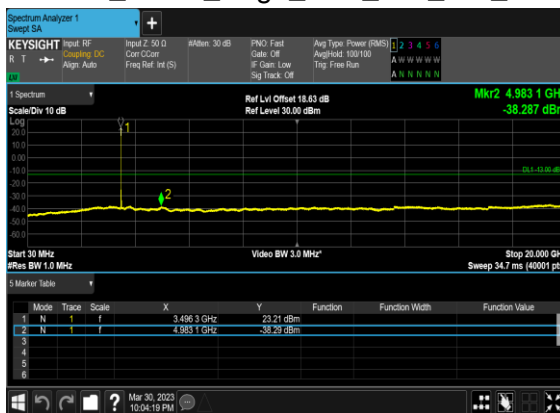 Spectrum Analyzer 1
Swept SA
KEYSIGHT
R T
Input: RF
Coupling: DC
Align: Auto
Input Z: 50 Ω
Corr CCorr
Freq Ref: Int (S)
#Atten: 30 dB
PNO: Fast
Gate: Off
IF Gain: Low
Sig Track: Off
Avg Type: Power (RMS)
Avg|Hold: 100/100
Trig: Free Run
1 2 3 4 5 6
A W W W W W
A N N N N N
1 Spectrum
Scale/Div 10 dB
Ref Lvl Offset 18.63 dB
Ref Level 30.00 dBm
Mkr2 4.983 1 GH
-38.287 dBr
Log
20.0
10.0
0.00
-10.0
-20.0
-30.0
-40.0
-50.0
-60.0
1
2
DL1 -13.00 dB
Start 30 MHz
#Res BW 1.0 MHz
Video BW 3.0 MHz*
Stop 20.000 GH
Sweep 34.7 ms (40001 pt
5 Marker Table
Mode Trace Scale X Y Function Function Width Function Value
1 N 1 f 3.496 3 GHz 23.21 dBm
2 N 1 f 4.983 1 GHz -38.29 dBm
3
4
5
6
Mar 30, 2023
10:04:19 PM